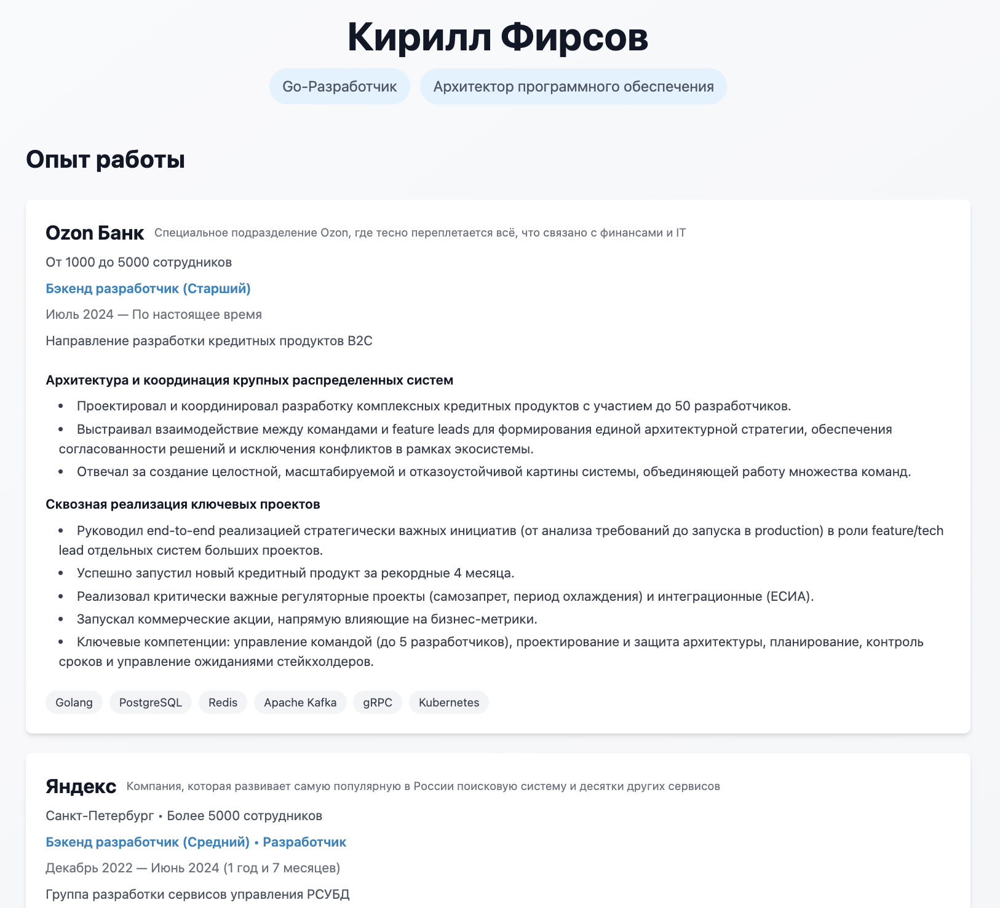 Кирилл Фирсов
Go-Разработчик
Архитектор программного обеспечения
Опыт работы
Ozon Банк Специальное подразделение Ozon, где тесно переплетается всё, что связано с финансами и IT
От 1000 до 5000 сотрудников
Бэкенд разработчик (Старший)
Июль 2024 — По настоящее время
Направление разработки кредитных продуктов B2C
Архитектура и координация крупных распределенных систем
• Проектировал и координировал разработку комплексных кредитных продуктов с участием до 50 разработчиков.
• Выстраивал взаимодействие между командами и feature leads для формирования единой архитектурной стратегии, обеспечения
согласованности решений и исключения конфликтов в рамках экосистемы.
• Отвечал за создание целостной, масштабируемой и отказоустойчивой картины системы, объединяющей работу множества команд.
Сквозная реализация ключевых проектов
• Руководил end-to-end реализацией стратегически важных инициатив (от анализа требований до запуска в production) в роли feature/tech
lead отдельных систем больших проектов.
• Успешно запустил новый кредитный продукт за рекордные 4 месяца.
• Реализовал критически важные регуляторные проекты (самозапрет, период охлаждения) и интеграционные (ЕСИА).
• Запускал коммерческие акции, напрямую влияющие на бизнес-метрики.
• Ключевые компетенции: управление командой (до 5 разработчиков), проектирование и защита архитектуры, планирование, контроль
сроков и управление ожиданиями стейкхолдеров.
Golang PostgreSQL Redis Apache Kafka gRPC Kubernetes
Яндекс Компания, которая развивает самую популярную в России поисковую систему и десятки других сервисов
Санкт-Петербург • Более 5000 сотрудников
Бэкенд разработчик (Средний) • Разработчик
Декабрь 2022 — Июнь 2024 (1 год и 7 месяцев)
Группа разработки сервисов управления РСУБД